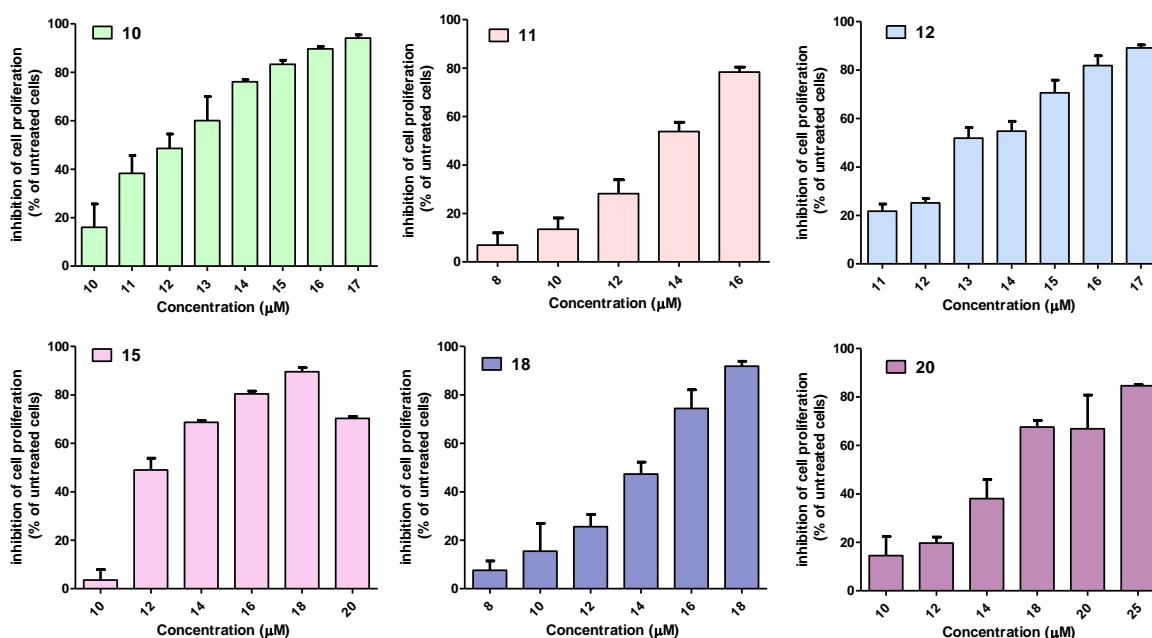 10
inhibition of cell proliferation
(% of untreated cells)
100
80
60
40
20
0
10 11 12 13 14 15 16 17
Concentration (μM)
11
inhibition of cell proliferation
(% of untreated cells)
100
80
60
40
20
0
8 10 12 14 16
Concentration (μM)
12
inhibition of cell proliferation
(% of untreated cells)
100
80
60
40
20
0
11 12 13 14 15 16 17
Concentration (μM)
15
inhibition of cell proliferation
(% of untreated cells)
100
80
60
40
20
0
10 12 14 16 18 20
Concentration (μM)
18
inhibition of cell proliferation
(% of untreated cells)
100
80
60
40
20
0
8 10 12 14 16 18
Concentration (μM)
20
inhibition of cell proliferation
(% of untreated cells)
100
80
60
40
20
0
10 12 14 18 20 25
Concentration (μM)